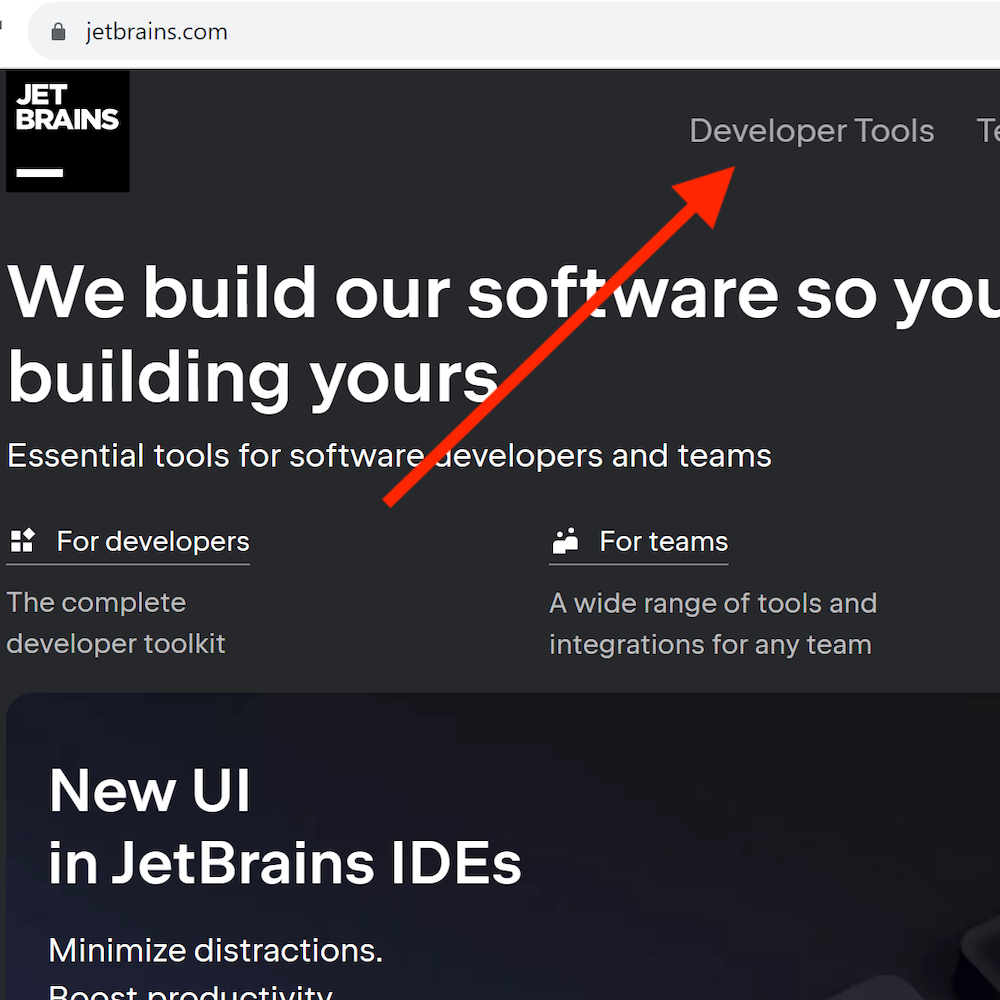 jetbrains.com
JET
BRAINS
Developer Tools
We build our software so you
building yours
Essential tools for software developers and teams
For developers
For teams
The complete
developer toolkit
A wide range of tools and
integrations for any team
New UI
in JetBrains IDEs
Minimize distractions.
Boost productivity